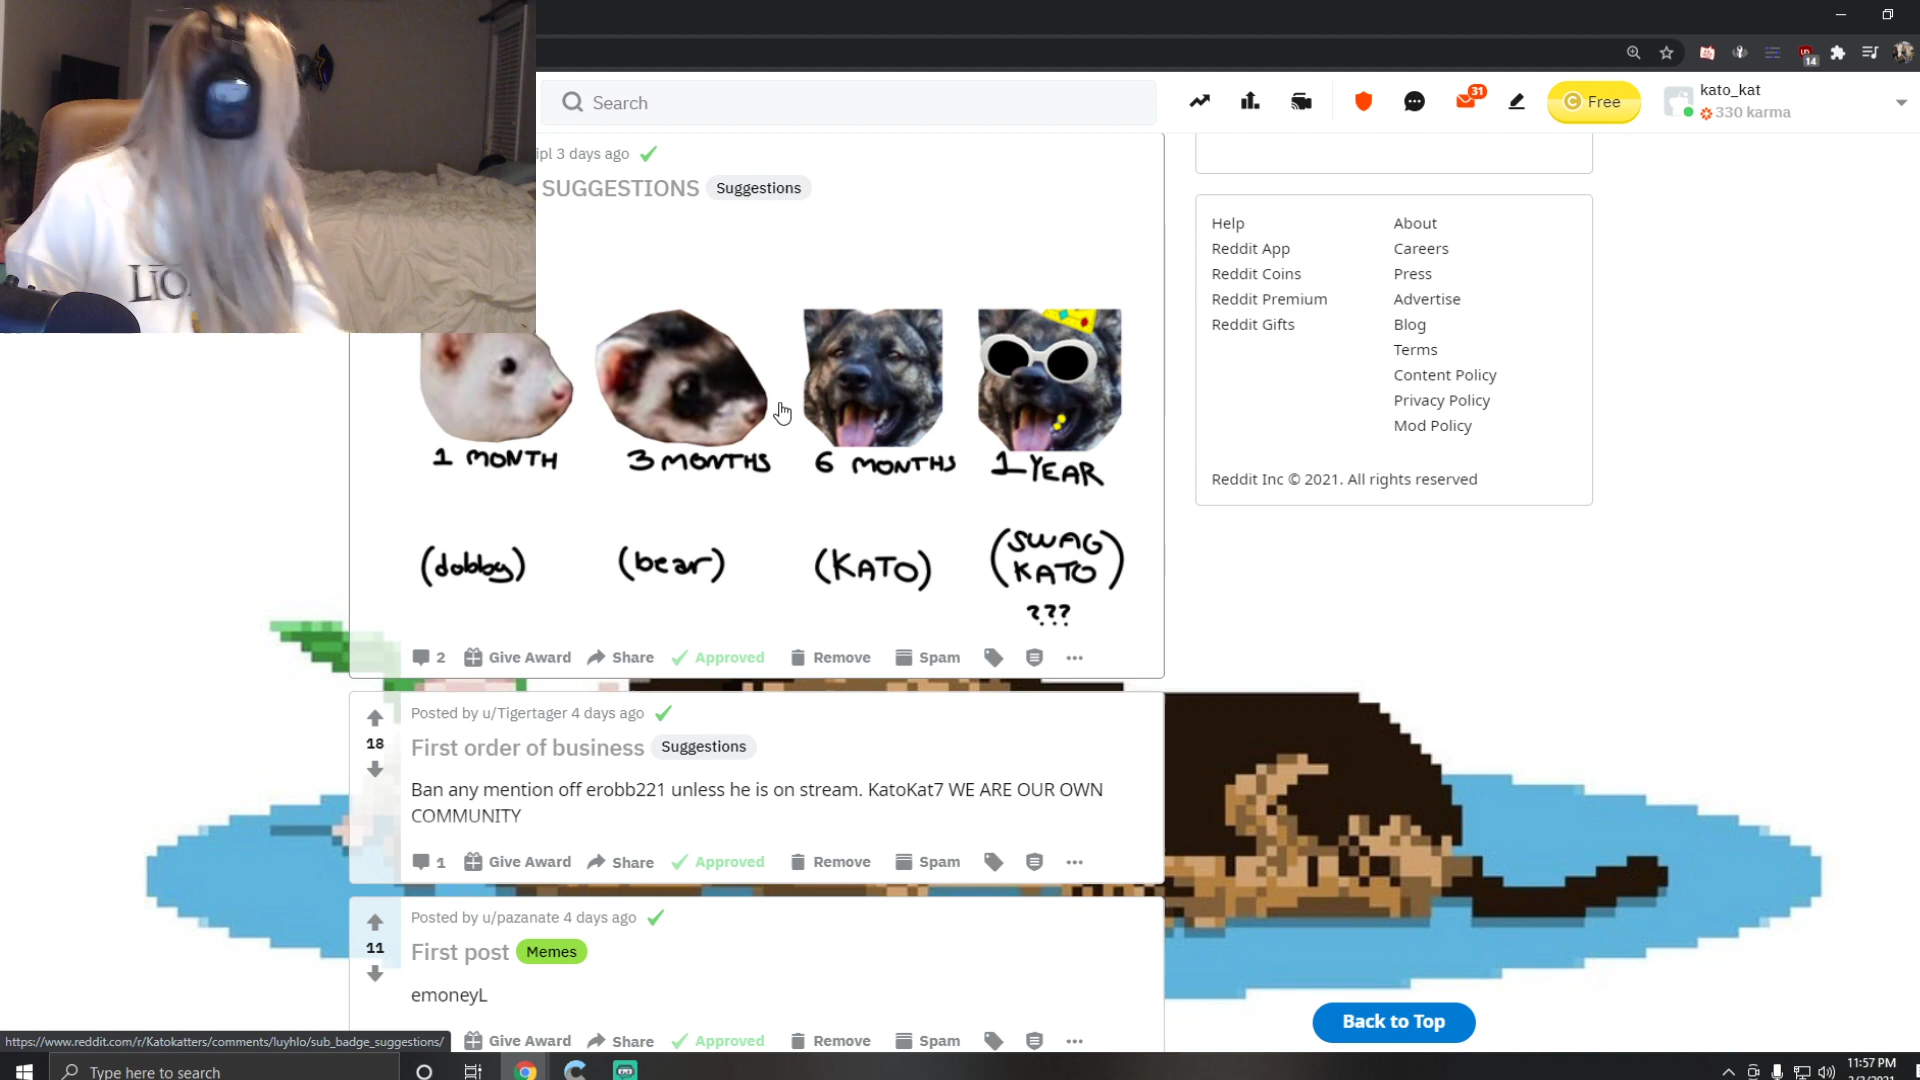 Search
14
31
Free
kato_kat
330 karma
ipl 3 days ago
SUGGESTIONS Suggestions
Help
About
Reddit App
Careers
Reddit Coins
Press
Reddit Premium
Advertise
Reddit Gifts
Blog
Terms
Content Policy
Privacy Policy
Mod Policy
Reddit Inc © 2021. All rights reserved
1 MONTH
3 MONTHS
6 MONTHS
1 YEAR
(dobby)
(bear)
(KATO)
(SWAG
KATO)
???
2 Give Award Share Approved Remove Spam
Posted by u/Tigertager 4 days ago
18
First order of business Suggestions
Ban any mention off erobb221 unless he is on stream. KatoKat7 WE ARE OUR OWN
COMMUNITY
1 Give Award Share Approved Remove Spam
Posted by u/pazanate 4 days ago
11
First post Memes
emoneyL
Back to Top
https://www.reddit.com/r/Katokatters/comments/luyhlo/sub_badge_suggestions/
Give Award Share Approved Remove Spam
Type here to search
11:57 PM